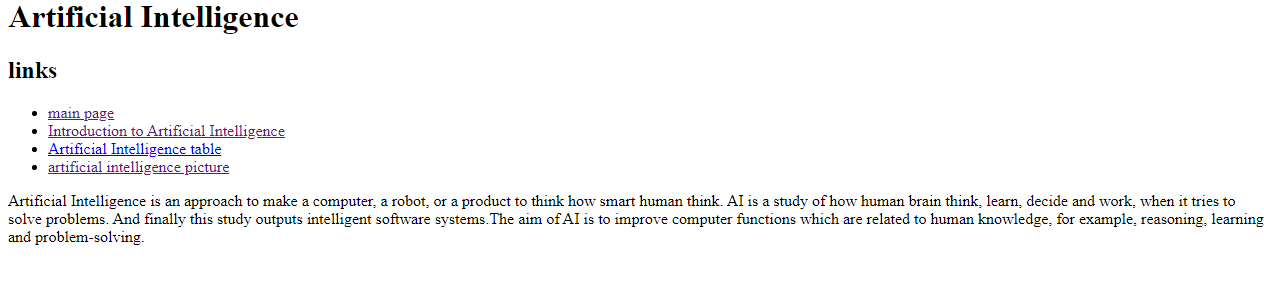 Artificial Intelligence
links
main page
Introduction to Artificial Intelligence
Artificial Intelligence table
artificial intelligence picture
Artificial Intelligence is an approach to make a computer, a robot, or a product to think how smart human think. AI is a study of how human brain think, learn, decide and work, when it tries to
solve problems. And finally this study outputs intelligent software systems.The aim of AI is to improve computer functions which are related to human knowledge, for example, reasoning, learning
and problem-solving.